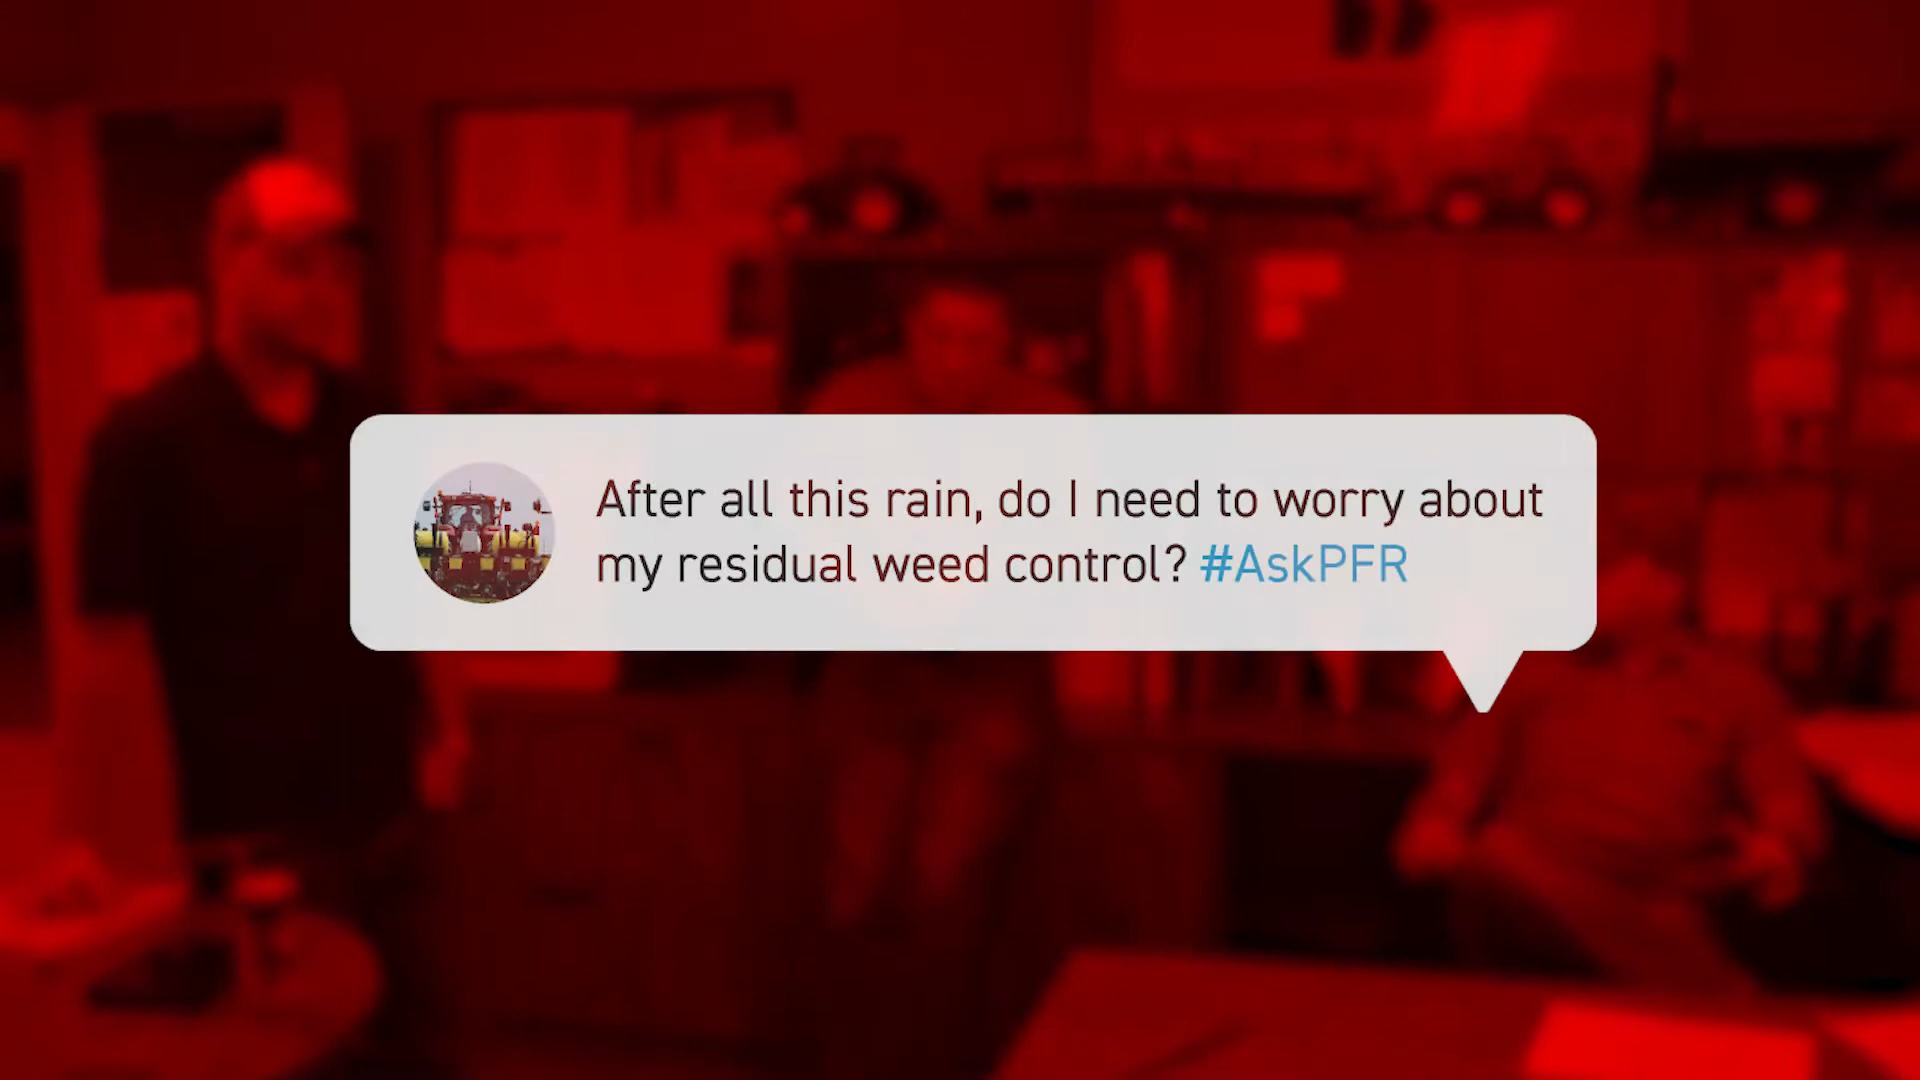 After all this rain, do I need to worry about
my residual weed control? #AskPFR